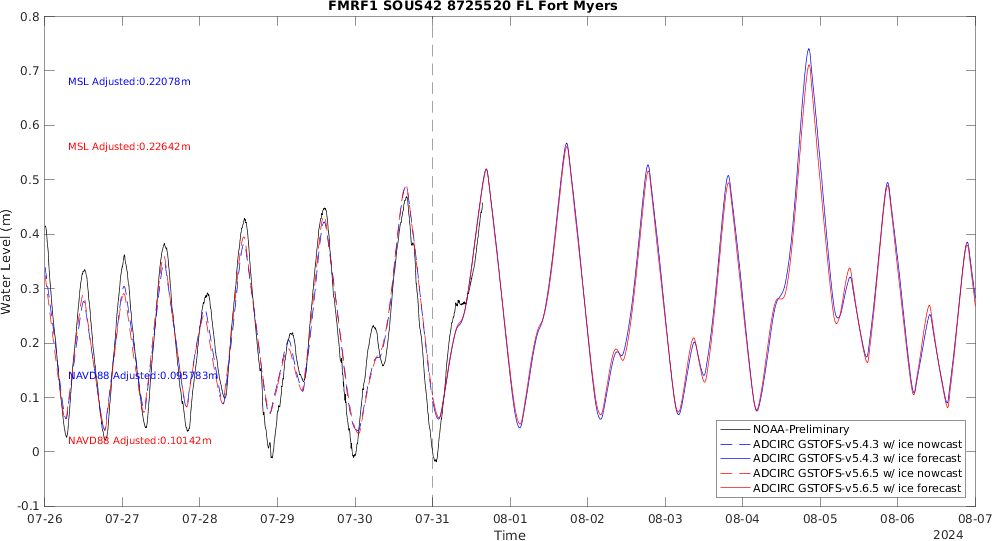 FMRF1 SOUS42 8725520 FL Fort Myers
0.8
0.7
0.6
0.5
0.4
0.3
0.2
0.1
0
-0.1
Water Level (m)
MSL Adjusted:0.22078m
MSL Adjusted:0.22642m
NAVD88 Adjusted:0.095783m
NAVD88 Adjusted:0.10142m
NOAA-Preliminary
ADCIRC GSTOFS-v5.4.3 w/ ice nowcast
ADCIRC GSTOFS-v5.4.3 w/ ice forecast
ADCIRC GSTOFS-v5.6.5 w/ ice nowcast
ADCIRC GSTOFS-v5.6.5 w/ ice forecast
07-26 07-27 07-28 07-29 07-30 07-31 08-01 08-02 08-03 08-04 08-05 08-06 08-07
Time
2024